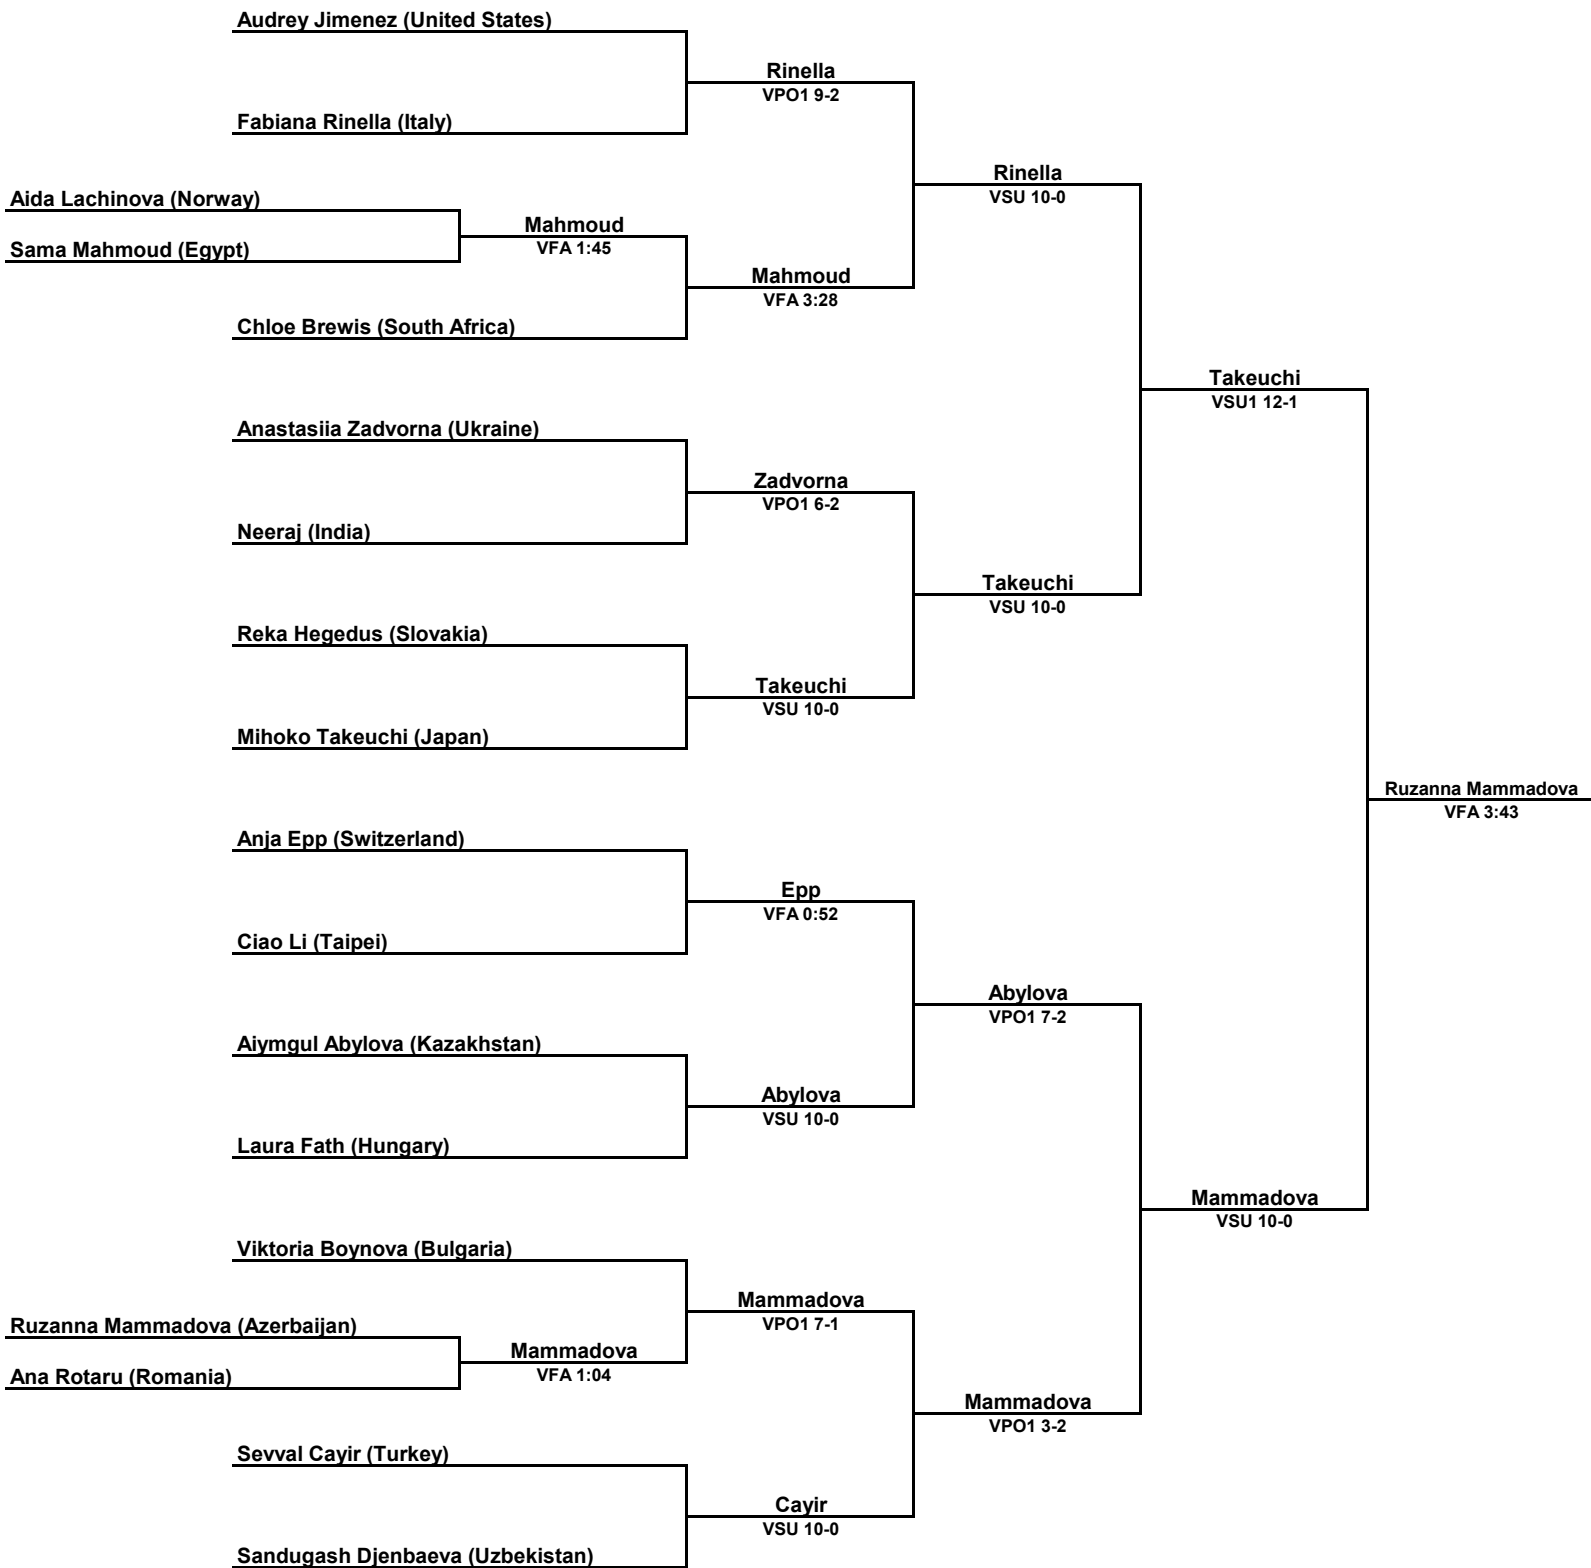 Audrey Jimenez (United States)
Rinella
VPO1 9-2
Fabiana Rinella (Italy)
Rinella
VSU 10-0
Aida Lachinova (Norway)
Mahmoud
VFA 1:45
Sama Mahmoud (Egypt)
Mahmoud
VFA 3:28
Chloe Brewis (South Africa)
Takeuchi
VSU1 12-1
Anastasiia Zadvorna (Ukraine)
Zadvorna
VPO1 6-2
Neeraj (India)
Takeuchi
VSU 10-0
Reka Hegedus (Slovakia)
Takeuchi
VSU 10-0
Mihoko Takeuchi (Japan)
Ruzanna Mammadova
VFA 3:43
Anja Epp (Switzerland)
Epp
VFA 0:52
Ciao Li (Taipei)
Abylova
VPO1 7-2
Aiymgul Abylova (Kazakhstan)
Abylova
VSU 10-0
Laura Fath (Hungary)
Mammadova
VSU 10-0
Viktoria Boynova (Bulgaria)
Mammadova
VPO1 7-1
Ruzanna Mammadova (Azerbaijan)
Mammadova
VFA 1:04
Ana Rotaru (Romania)
Mammadova
VPO1 3-2
Sevval Cayir (Turkey)
Cayir
VSU 10-0
Sandugash Djenbaeva (Uzbekistan)